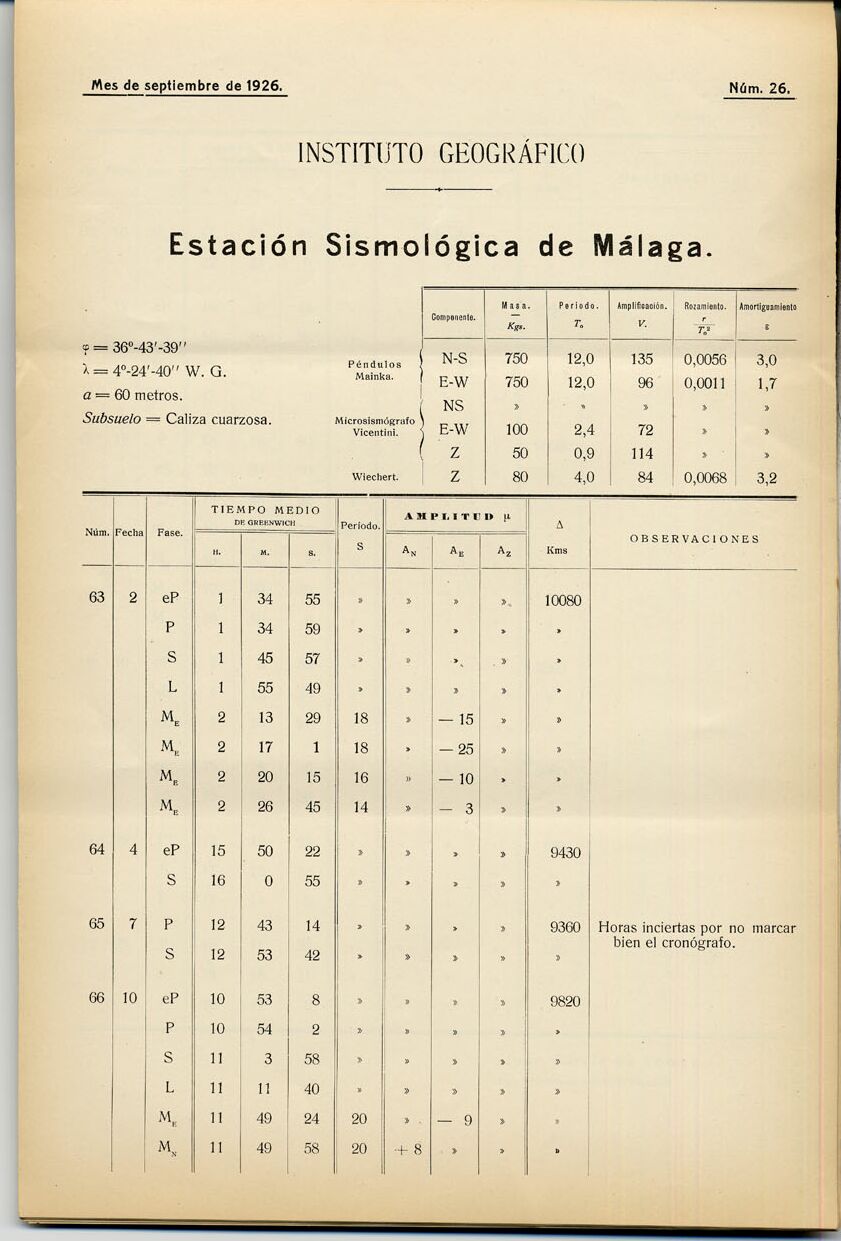 Mes de septiembre de 1926. Núm. 26.
INSTITUTO GEOGRÁFICO
Estación Sismológica de Málaga.
φ = 36º-43'-39''
λ = 4º-24'-40'' W. G.
a = 60 metros.
Subsuelo = Caliza cuarzosa.
Componente. Masa. Kgs. Periodo. T₀ Amplificación. V. Rozamiento. r/T₀² Amortiguamiento ε
Péndulos Mainka. N-S 750 12,0 135 0,0056 3,0
E-W 750 12,0 96 0,0011 1,7
Microsismógrafo Vicentini. NS » » » » »
E-W 100 2,4 72 » »
Z 50 0,9 114 » »
Wiechert. Z 80 4,0 84 0,0068 3,2
Núm. Fecha Fase. TIEMPO MEDIO DE GREENWICH H. M. S. Período. S AMPLITUD μ A_N A_E A_Z Δ Kms OBSERVACIONES
63 2 eP 1 34 55 » » » » 10080
P 1 34 59 » » » » »
S 1 45 57 » » » » »
L 1 55 49 » » » » »
M_E 2 13 29 18 » — 15 » »
M_E 2 17 1 18 » — 25 » »
M_E 2 20 15 16 » — 10 » »
M_E 2 26 45 14 » — 3 » »
64 4 eP 15 50 22 » » » » 9430
S 16 0 55 » » » » »
65 7 P 12 43 14 » » » » 9360 Horas inciertas por no marcar
bien el cronógrafo.
S 12 53 42 » » » » »
66 10 eP 10 53 8 » » » » 9820
P 10 54 2 » » » » »
S 11 3 58 » » » » »
L 11 11 40 » » » » »
M_E 11 49 24 20 » — 9 » »
M_N 11 49 58 20 + 8 » » »